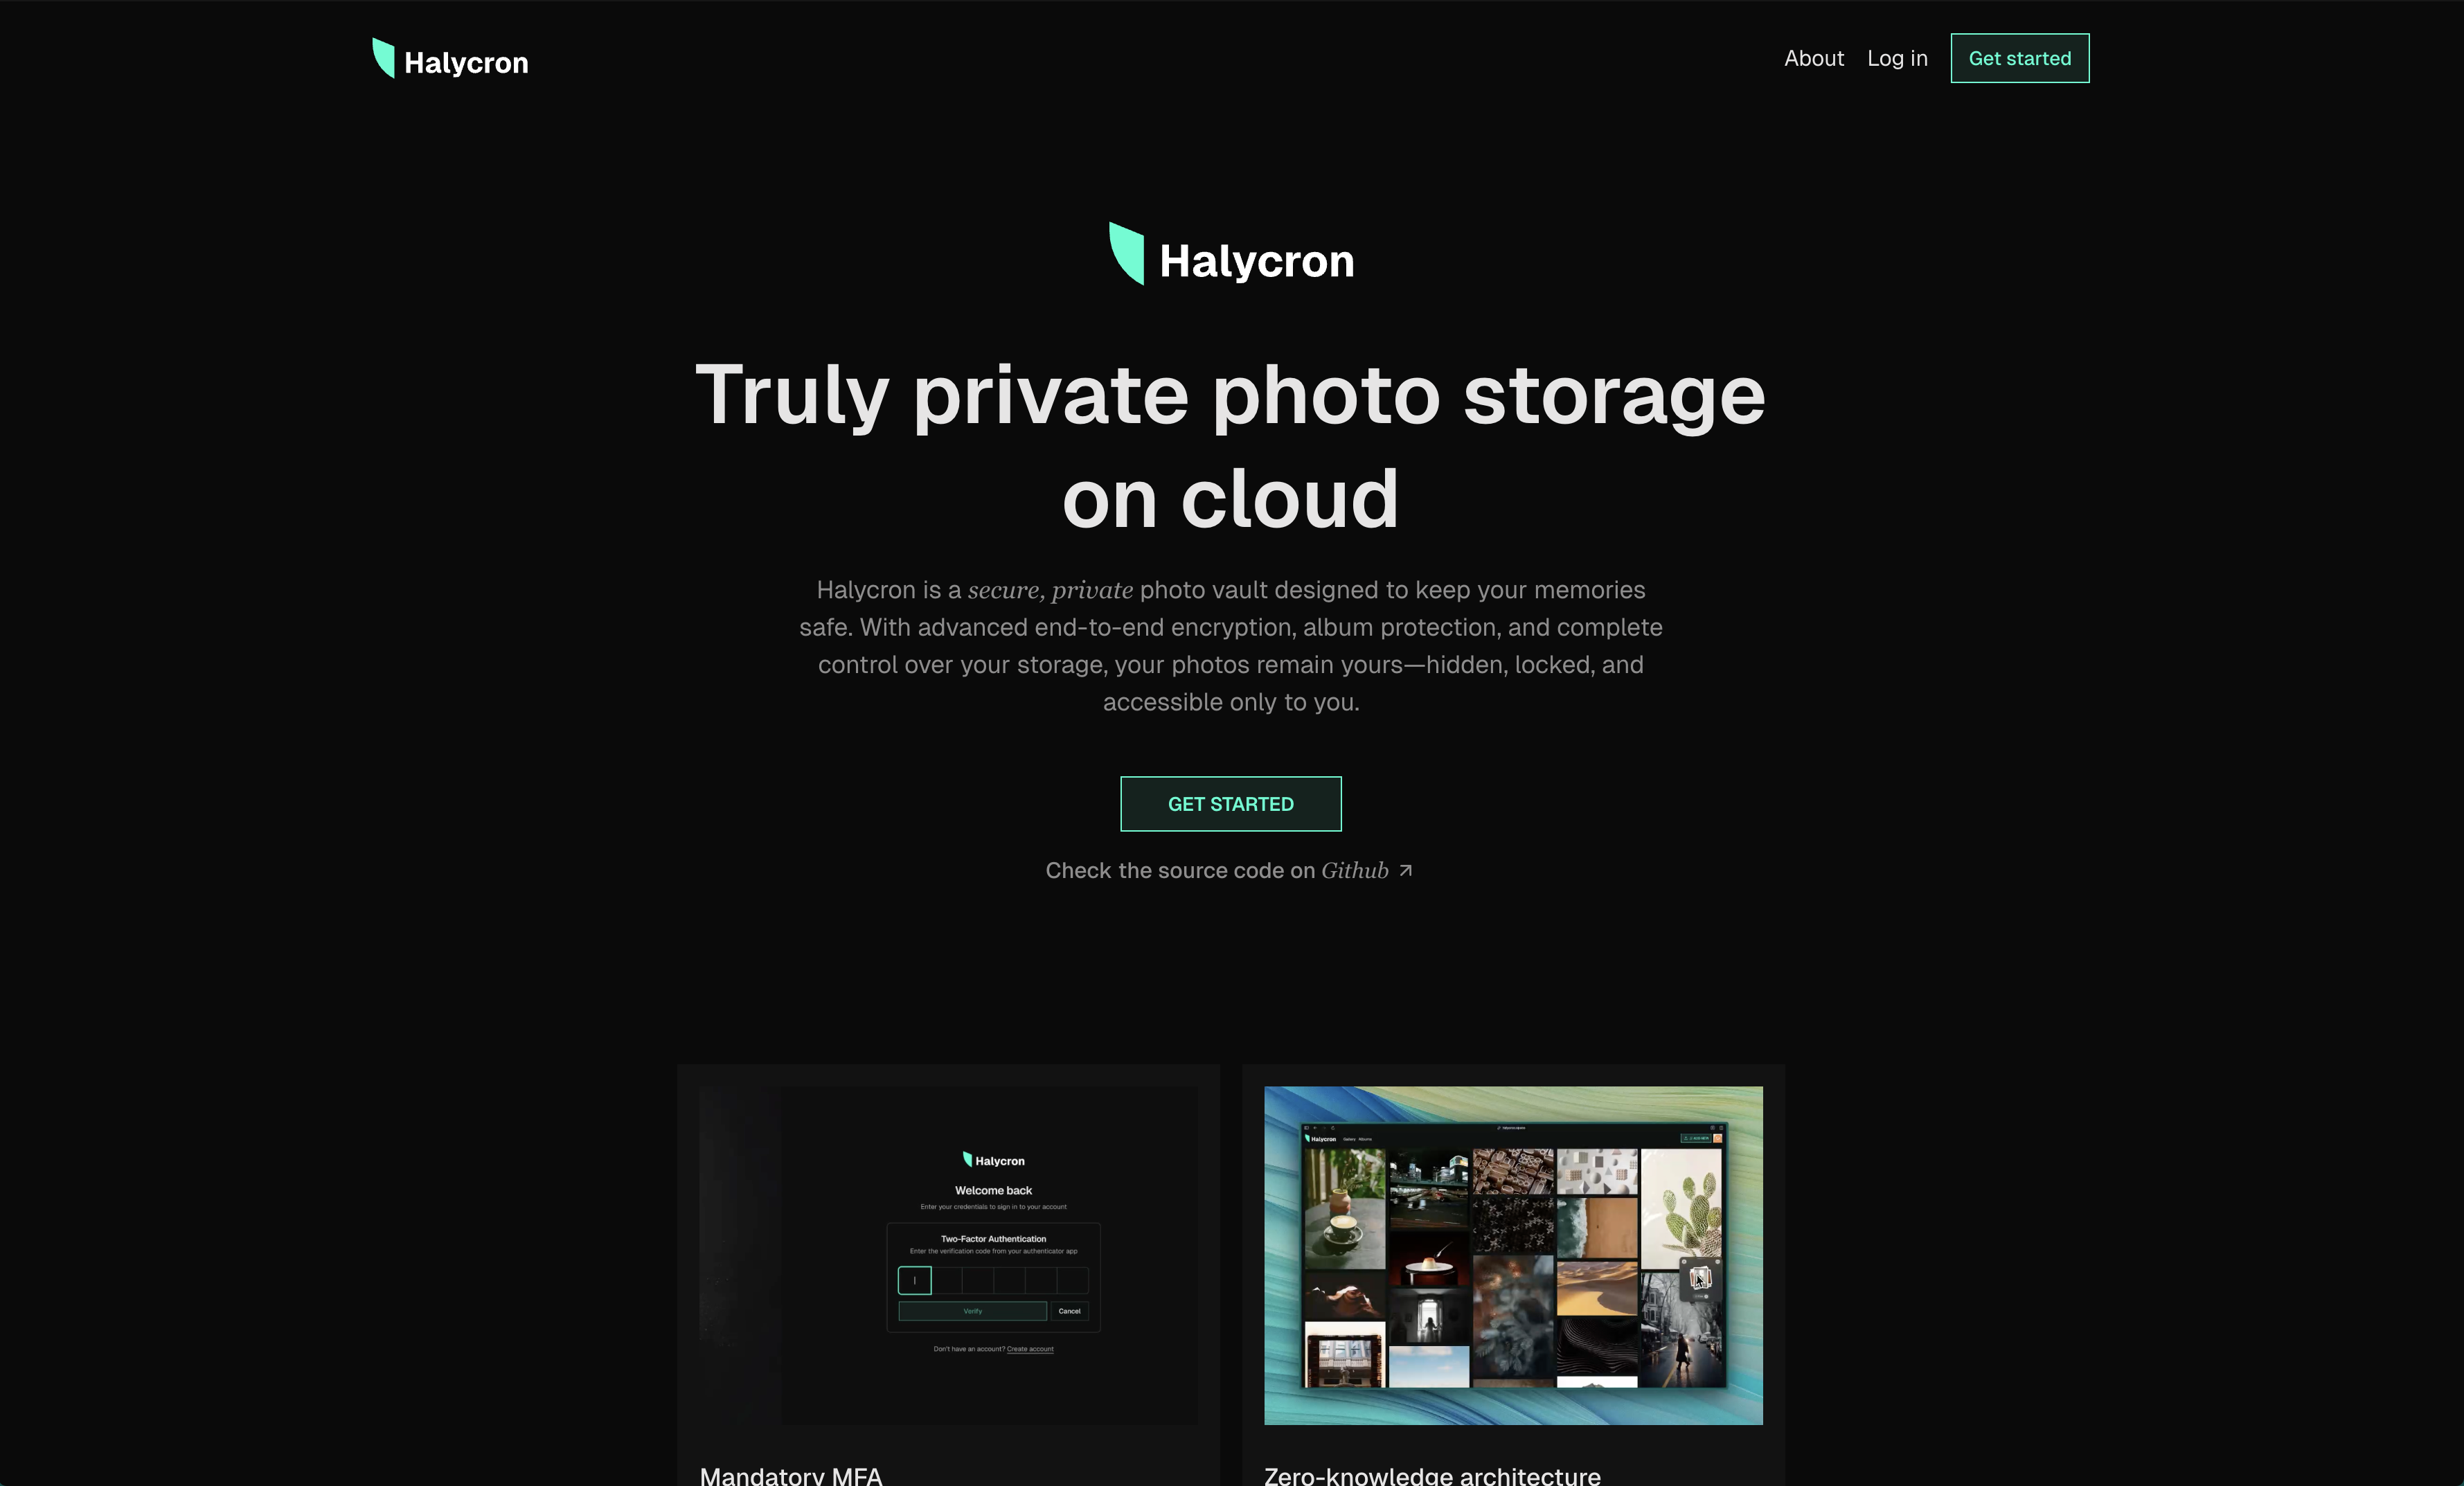 Halycron
About Log in Get started
Halycron
Truly private photo storage
on cloud
Halycron is a secure, private photo vault designed to keep your memories
safe. With advanced end-to-end encryption, album protection, and complete
control over your storage, your photos remain yours—hidden, locked, and
accessible only to you.
GET STARTED
Check the source code on Github ↗
Halycron
Welcome back
Enter your credentials to sign in to your account
Two-Factor Authentication
Enter the verification code from your authenticator app
Verify Cancel
Don't have an account? Create account
Halycron Gallery Albums
Mandatory MFA
Zero-knowledge architecture